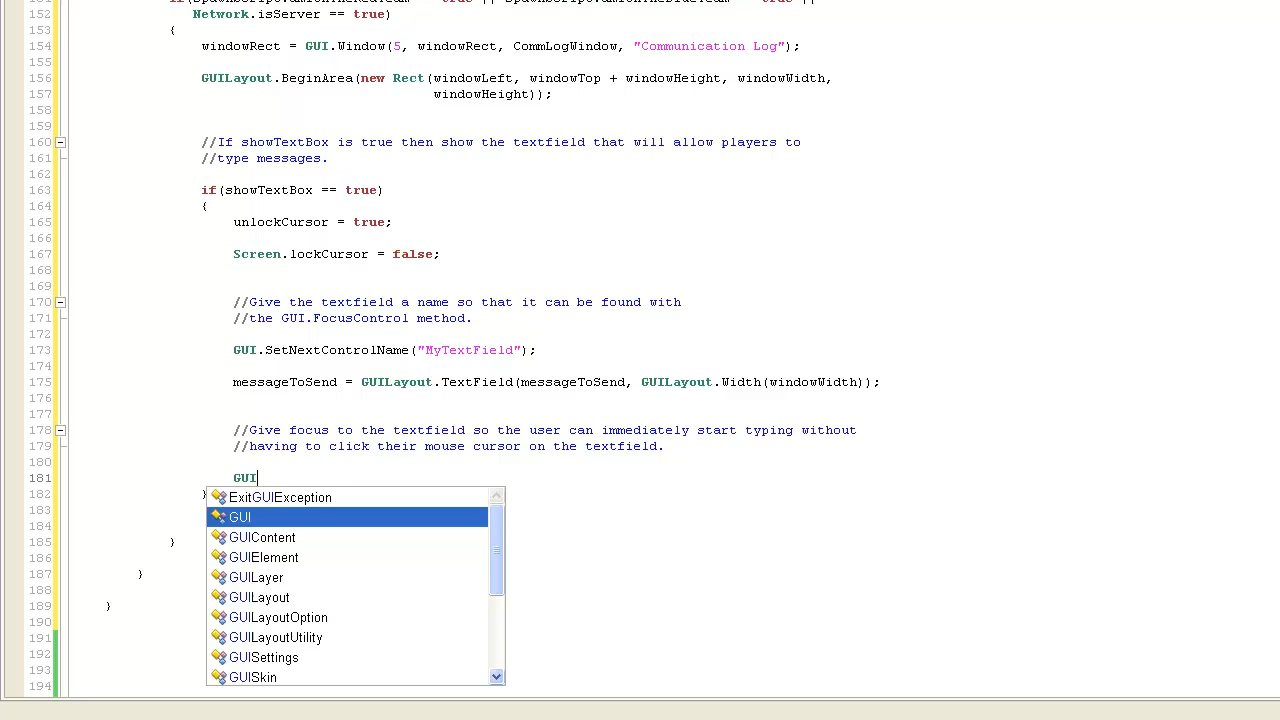 152 Network.isServer == true)
153 {
154 windowRect = GUI.Window(5, windowRect, CommLogWindow, "Communication Log");
155
156 GUILayout.BeginArea(new Rect(windowLeft, windowTop + windowHeight, windowWidth,
157 windowHeight));
158
159
160 //If showTextBox is true then show the textfield that will allow players to
161 //type messages.
162
163 if(showTextBox == true)
164 {
165 unlockCursor = true;
166
167 Screen.lockCursor = false;
168
169
170 //Give the textfield a name so that it can be found with
171 //the GUI.FocusControl method.
172
173 GUI.SetNextControlName("MyTextField");
174
175 messageToSend = GUILayout.TextField(messageToSend, GUILayout.Width(windowWidth));
176
177
178 //Give focus to the textfield so the user can immediately start typing without
179 //having to click their mouse cursor on the textfield.
180
181 GUI
182 }
183
184
185 }
186
187 }
188
189 }
190
191
192
193
194
ExitGUIException
GUI
GUIContent
GUIElement
GUILayer
GUILayout
GUILayoutOption
GUILayoutUtility
GUISettings
GUISkin